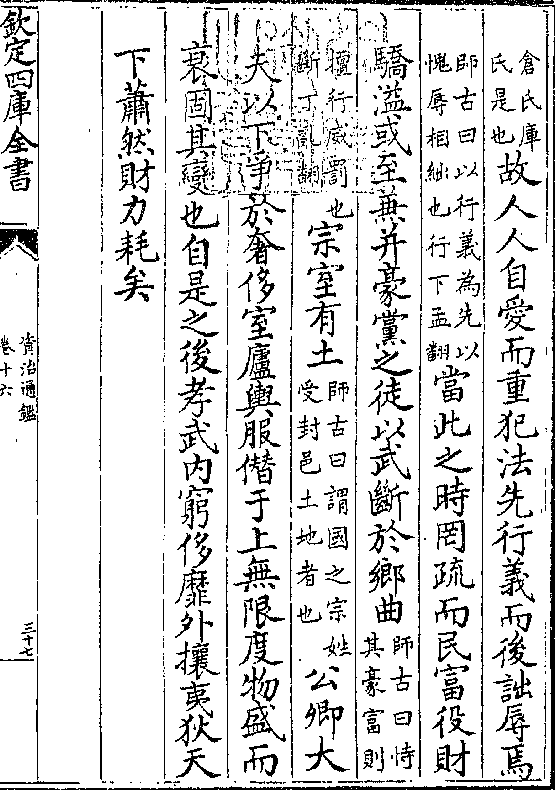 倉氏庫氏是也故人人自愛而重犯法先行義而後詘辱焉
師古曰以行義為先以愧辱相絀也行下孟翻當此之時罔疏而民富役財
驕溢或至兼并豪黨之徒以武斷於鄉曲師古曰恃其豪富則
擅行威罰也斷丁亂翻宗室有土師古曰謂國之宗姓受封邑土地者也公卿大
夫以下爭於奢侈室廬輿服僭于上無限度物盛而
衰固其變也自是之後孝武內窮侈靡外攘夷狄天
下蕭然財力耗矣
欽定四庫全書
資治通鑑
卷十六
三十七